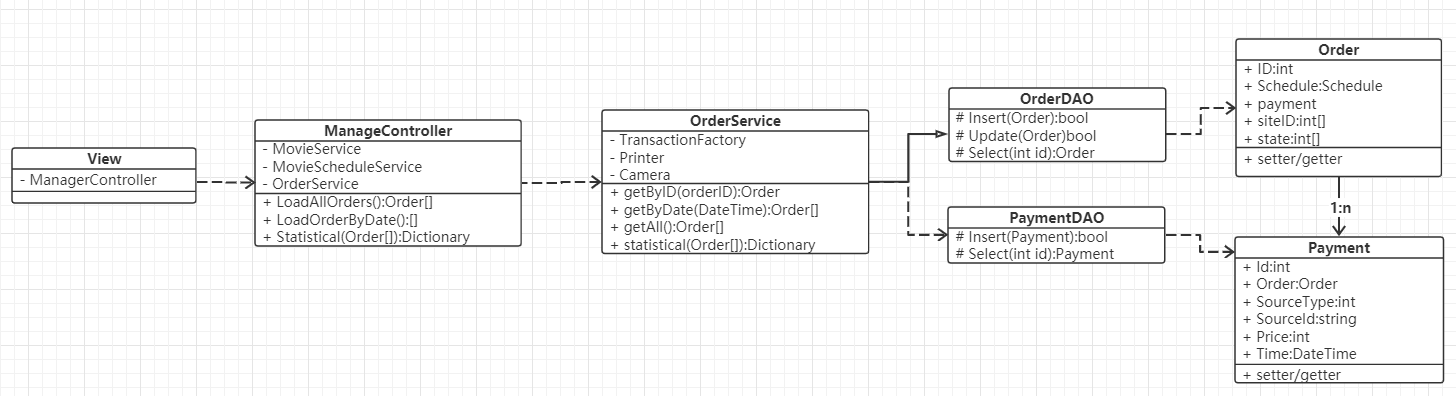 View
- ManagerController
ManageController
- MovieService
- MovieScheduleService
- OrderService
+ LoadAllOrders():Order[]
+ LoadOrderByDate():[]
+ Statistical(Order[]):Dictionary
OrderService
- TransactionFactory
- Printer
- Camera
+ getByID(orderID):Order
+ getByDate(DateTime):Order[]
+ getAll():Order[]
+ statistical(Order[]):Dictionary
OrderDAO
# Insert(Order):bool
# Update(Order)bool
# Select(int id):Order
PaymentDAO
# Insert(Payment):bool
# Select(int id):Payment
Order
+ ID:int
+ Schedule:Schedule
+ payment
+ siteID:int[]
+ state:int[]
+ setter/getter
1:n
Payment
+ Id:int
+ Order:Order
+ SourceType:int
+ SourceId:string
+ Price:int
+ Time:DateTime
+ setter/getter